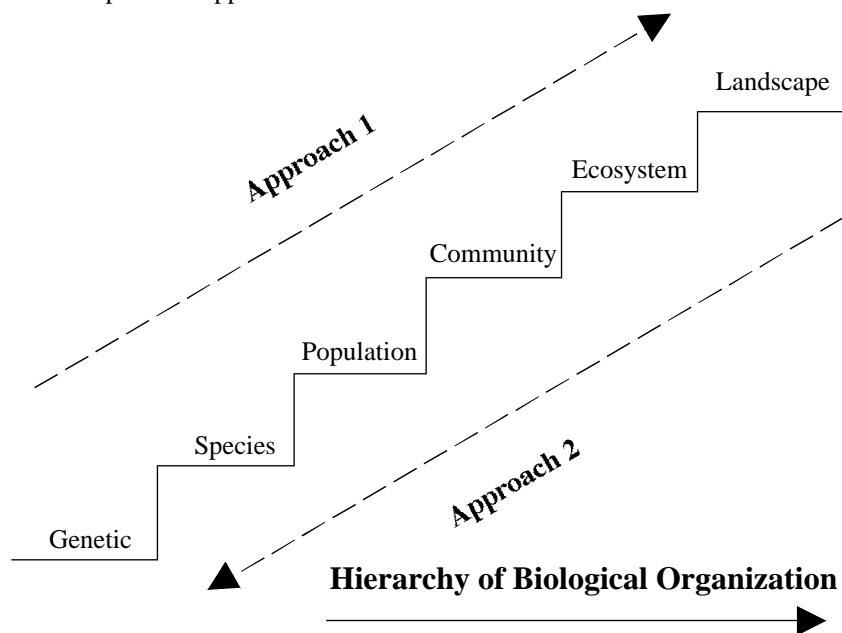 Landscape
Approach 1
Ecosystem
Community
Population
Species
Approach 2
Genetic
Hierarchy of Biological Organization